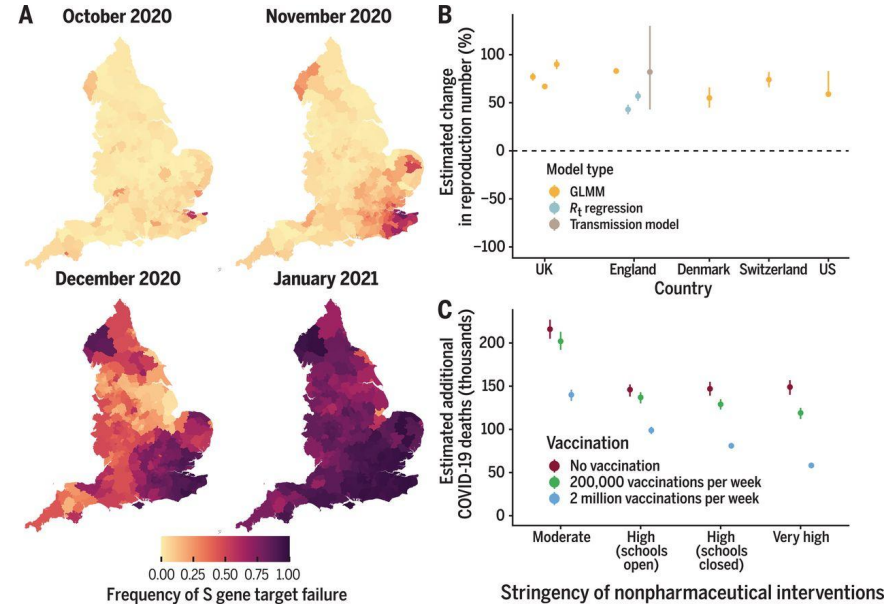 A
October 2020
November 2020
December 2020
January 2021
0.00 0.25 0.50 0.75 1.00
Frequency of S gene target failure
B
Estimated change
in reproduction number (%)
100
50
0
−50
−100
Model type
GLMM
Rt regression
Transmission model
UK England Denmark Switzerland US
Country
C
Estimated additional
COVID-19 deaths (thousands)
200
150
100
50
0
Vaccination
No vaccination
200,000 vaccinations per week
2 million vaccinations per week
Moderate
High
(schools
open)
High
(schools
closed)
Very high
Stringency of nonpharmaceutical interventions